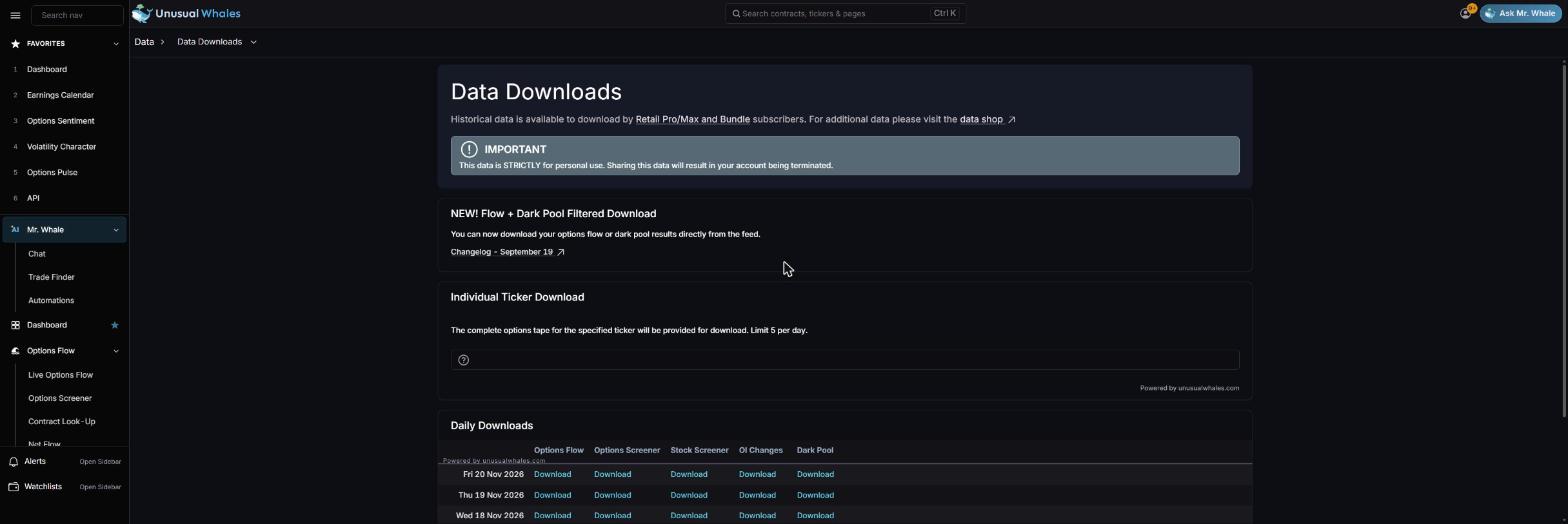 Search nav
Unusual Whales
Search contracts, tickers & pages
Ctrl K
9+
Ask Mr. Whale
FAVORITES
1 Dashboard
2 Earnings Calendar
3 Options Sentiment
4 Volatility Character
5 Options Pulse
6 API
AI Mr. Whale
Chat
Trade Finder
Automations
Dashboard
Options Flow
Live Options Flow
Options Screener
Contract Look-Up
Net Flow
Alerts Open Sidebar
Watchlists Open Sidebar
Data > Data Downloads
Data Downloads
Historical data is available to download by Retail Pro/Max and Bundle subscribers. For additional data please visit the data shop
IMPORTANT
This data is STRICTLY for personal use. Sharing this data will result in your account being terminated.
NEW! Flow + Dark Pool Filtered Download
You can now download your options flow or dark pool results directly from the feed.
Changelog - September 19
Individual Ticker Download
The complete options tape for the specified ticker will be provided for download. Limit 5 per day.
Powered by unusualwhales.com
Daily Downloads
Options Flow Options Screener Stock Screener OI Changes Dark Pool
Powered by unusualwhales.com
Fri 20 Nov 2026 Download Download Download Download Download
Thu 19 Nov 2026 Download Download Download Download Download
Wed 18 Nov 2026 Download Download Download Download Download